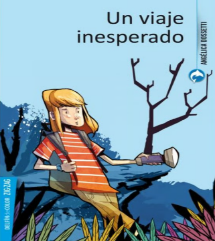 Un viaje
inesperado
ANGÉLICA DOSSETTI
ZIGZAG